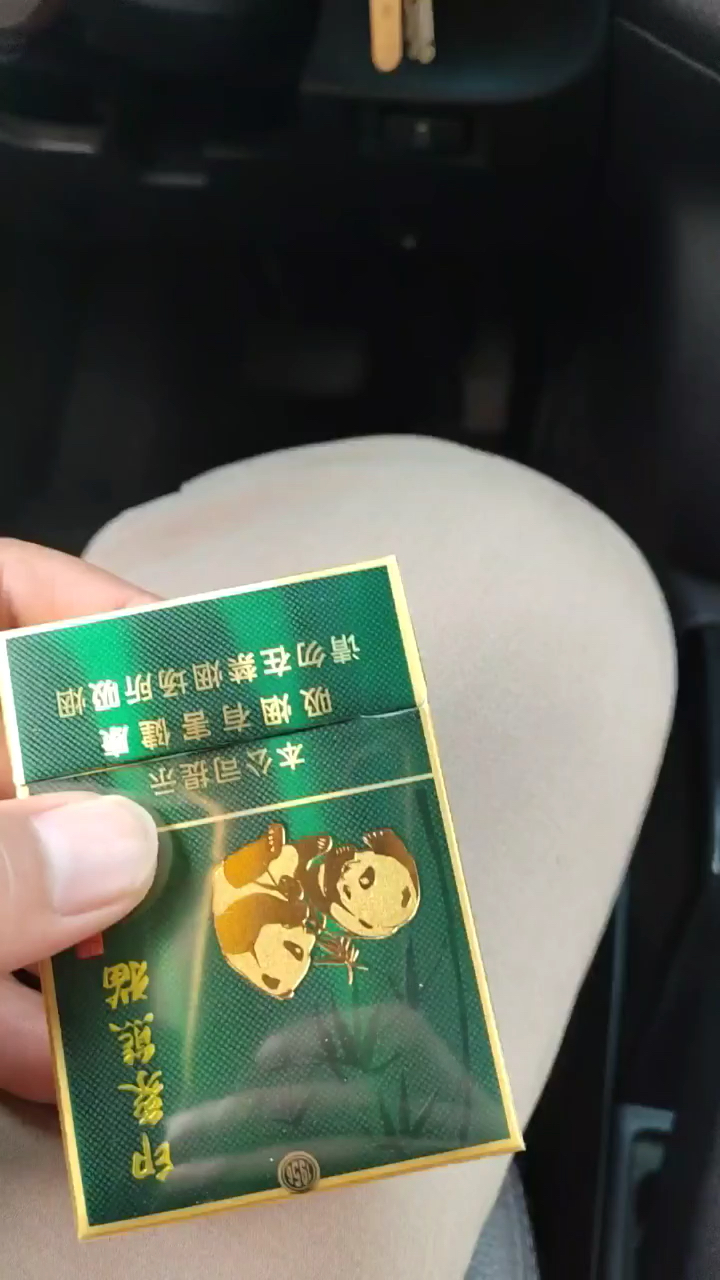 本公司提示
吸烟有害健康
请勿在禁烟场所吸烟
印象熊猫
1956